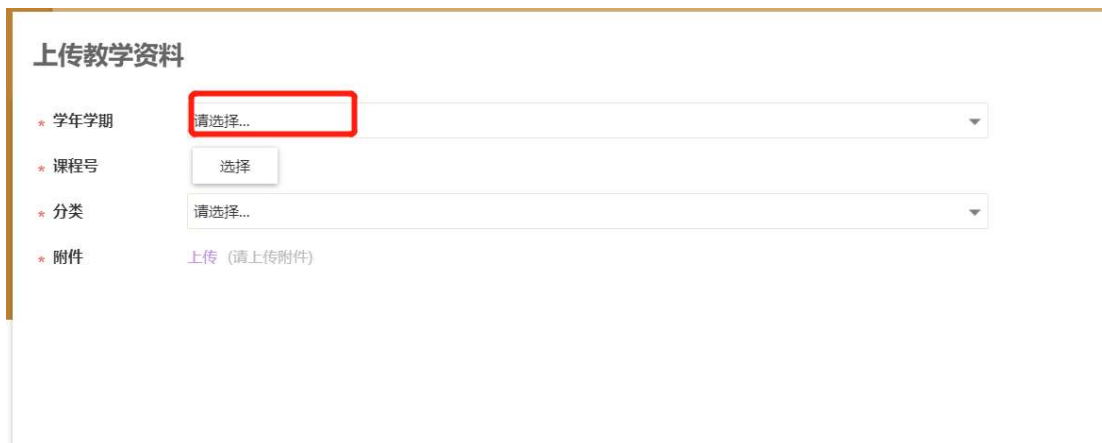 上传教学资料
* 学年学期 请选择...
* 课程号 选择
* 分类 请选择...
* 附件 上传 (请上传附件)